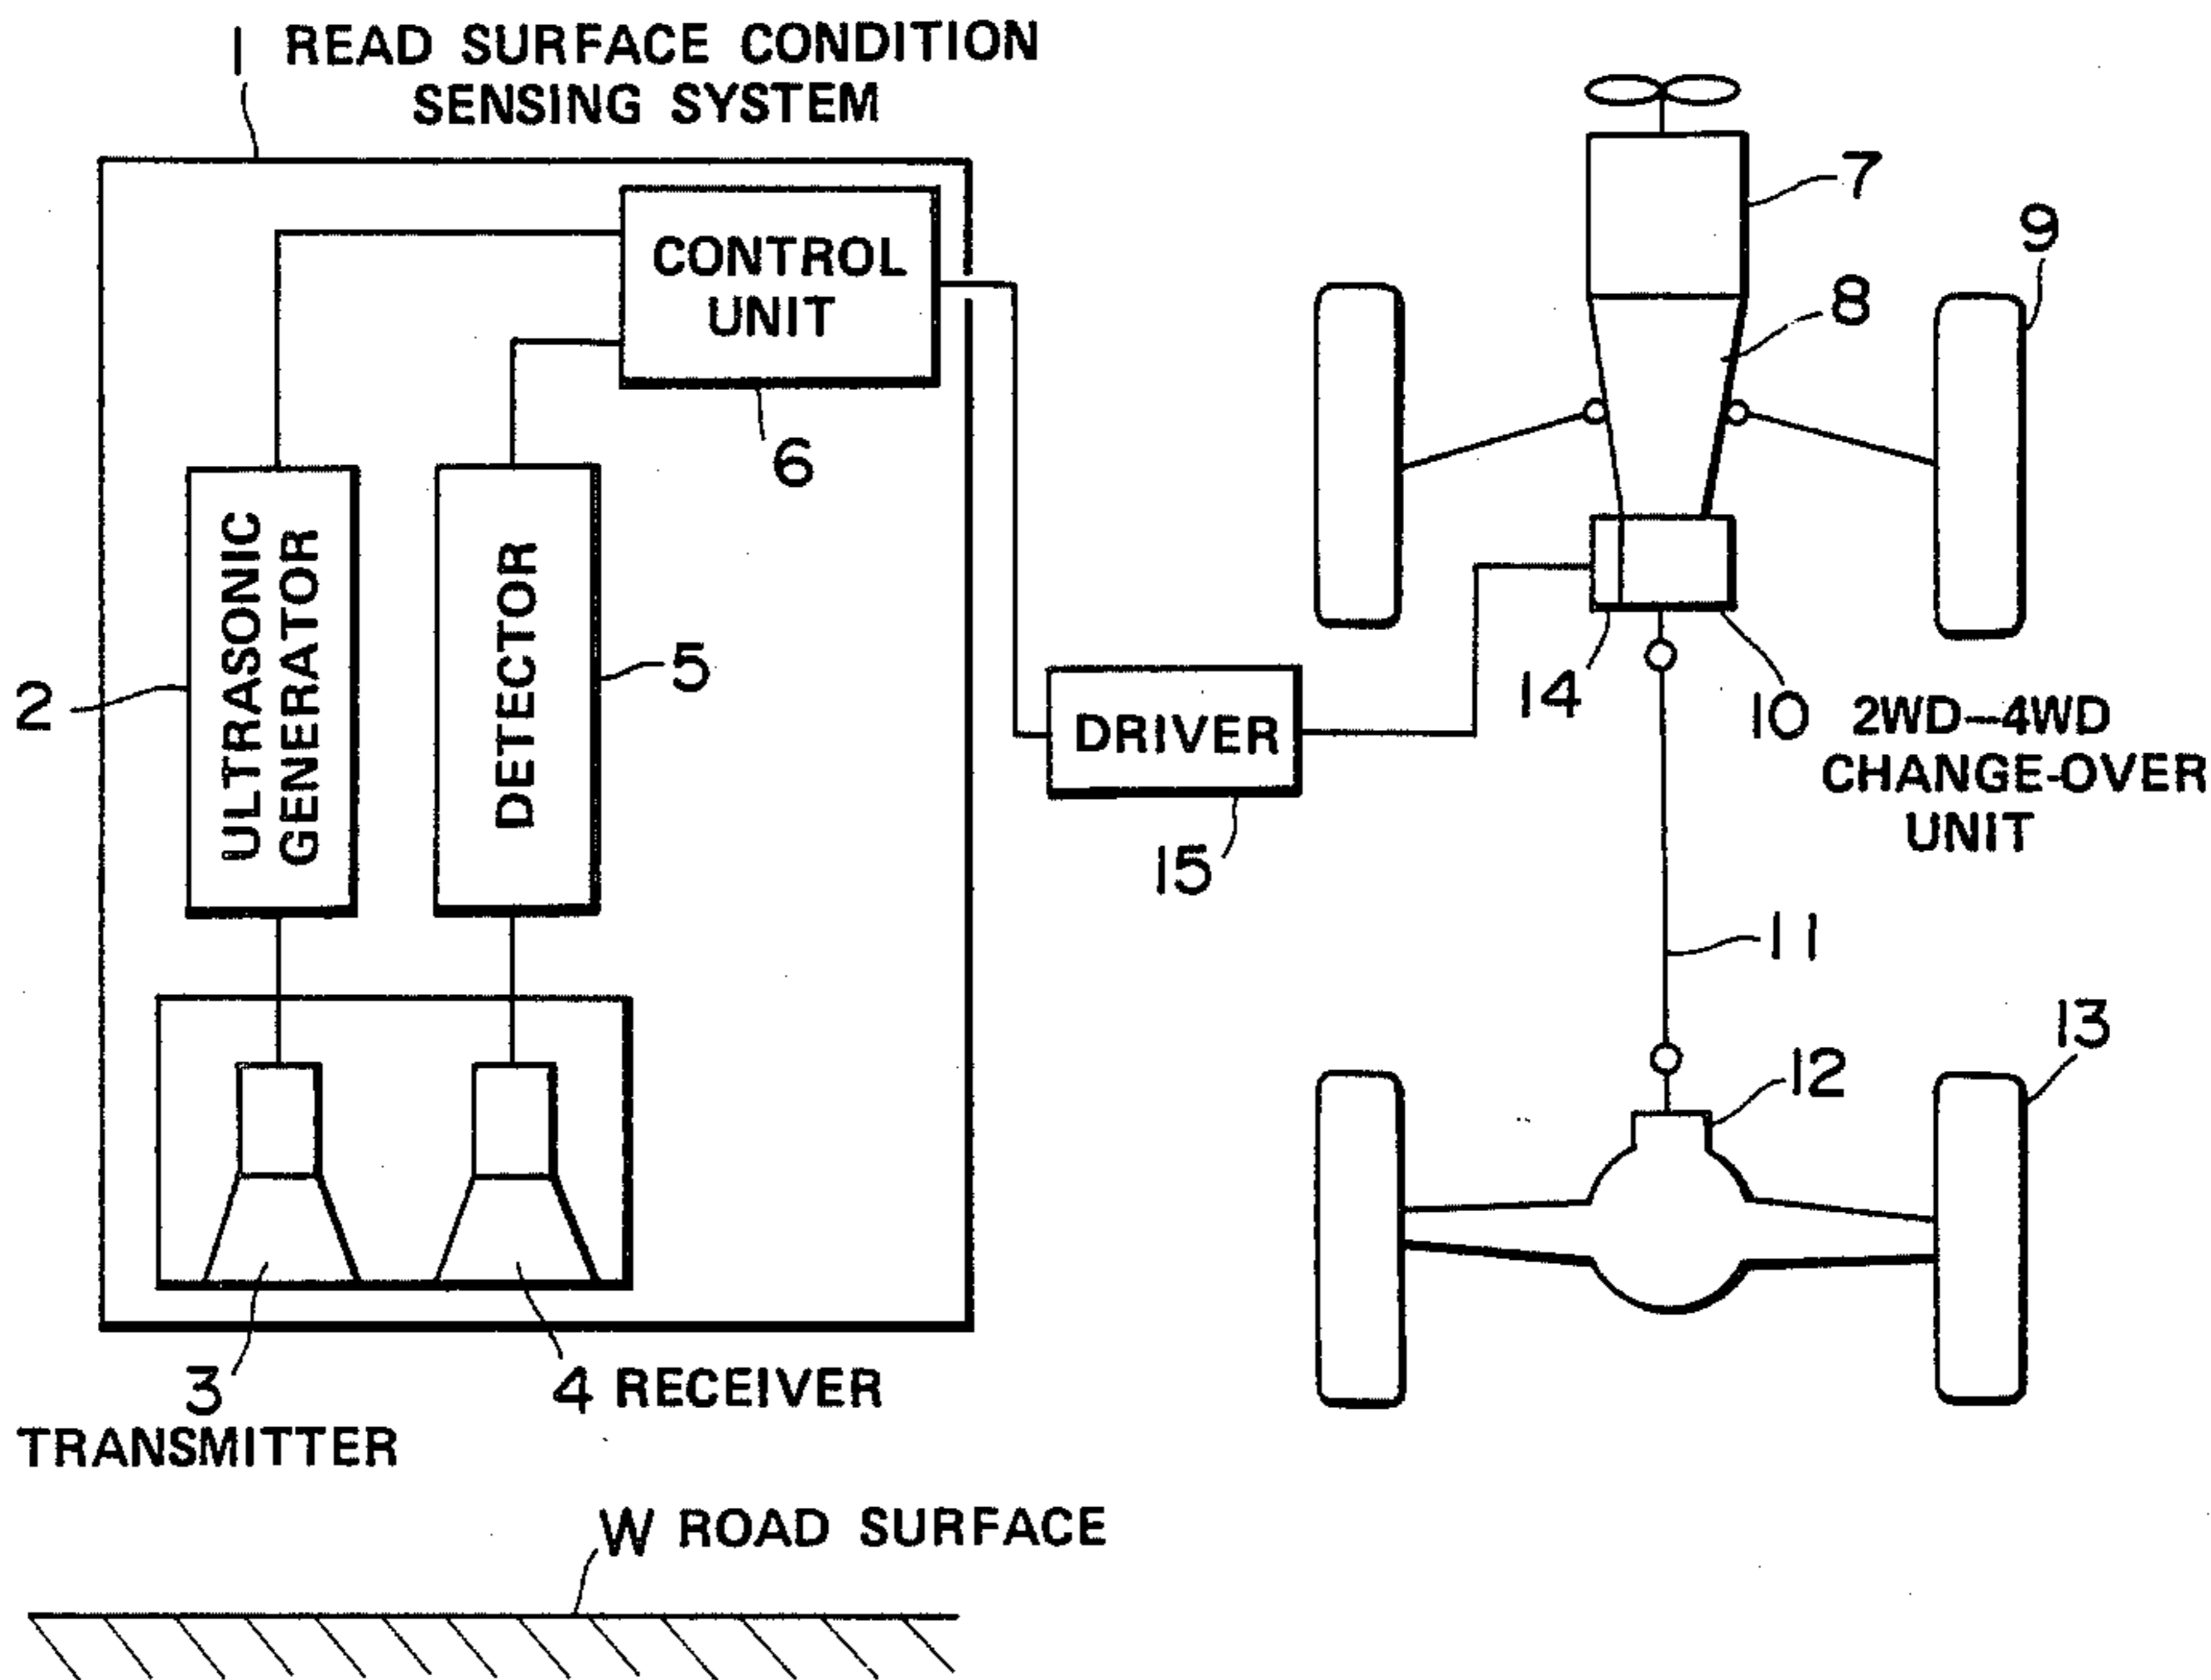 1 READ SURFACE CONDITION
SENSING SYSTEM
CONTROL
UNIT
6
7
9
8
ULTRASONIC
GENERATOR
2
DETECTOR
5
DRIVER
15
14
10 2WD-4WD
CHANGE-OVER
UNIT
11
12
13
3
TRANSMITTER
4 RECEIVER
W ROAD SURFACE